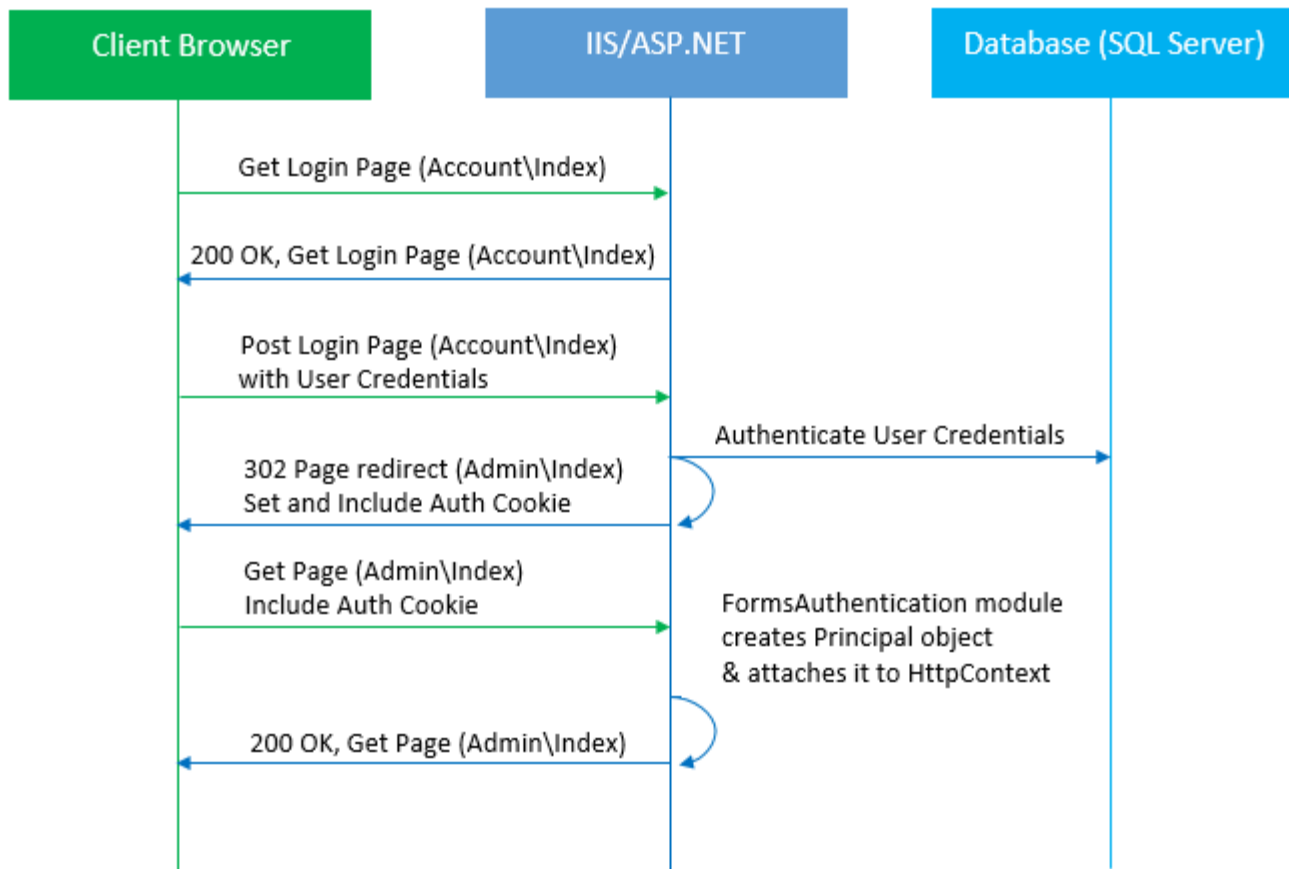 Client Browser
IIS/ASP.NET
Database (SQL Server)
Get Login Page (Account\Index)
200 OK, Get Login Page (Account\Index)
Post Login Page (Account\Index)
with User Credentials
Authenticate User Credentials
302 Page redirect (Admin\Index)
Set and Include Auth Cookie
Get Page (Admin\Index)
Include Auth Cookie
FormsAuthentication module
creates Principal object
& attaches it to HttpContext
200 OK, Get Page (Admin\Index)